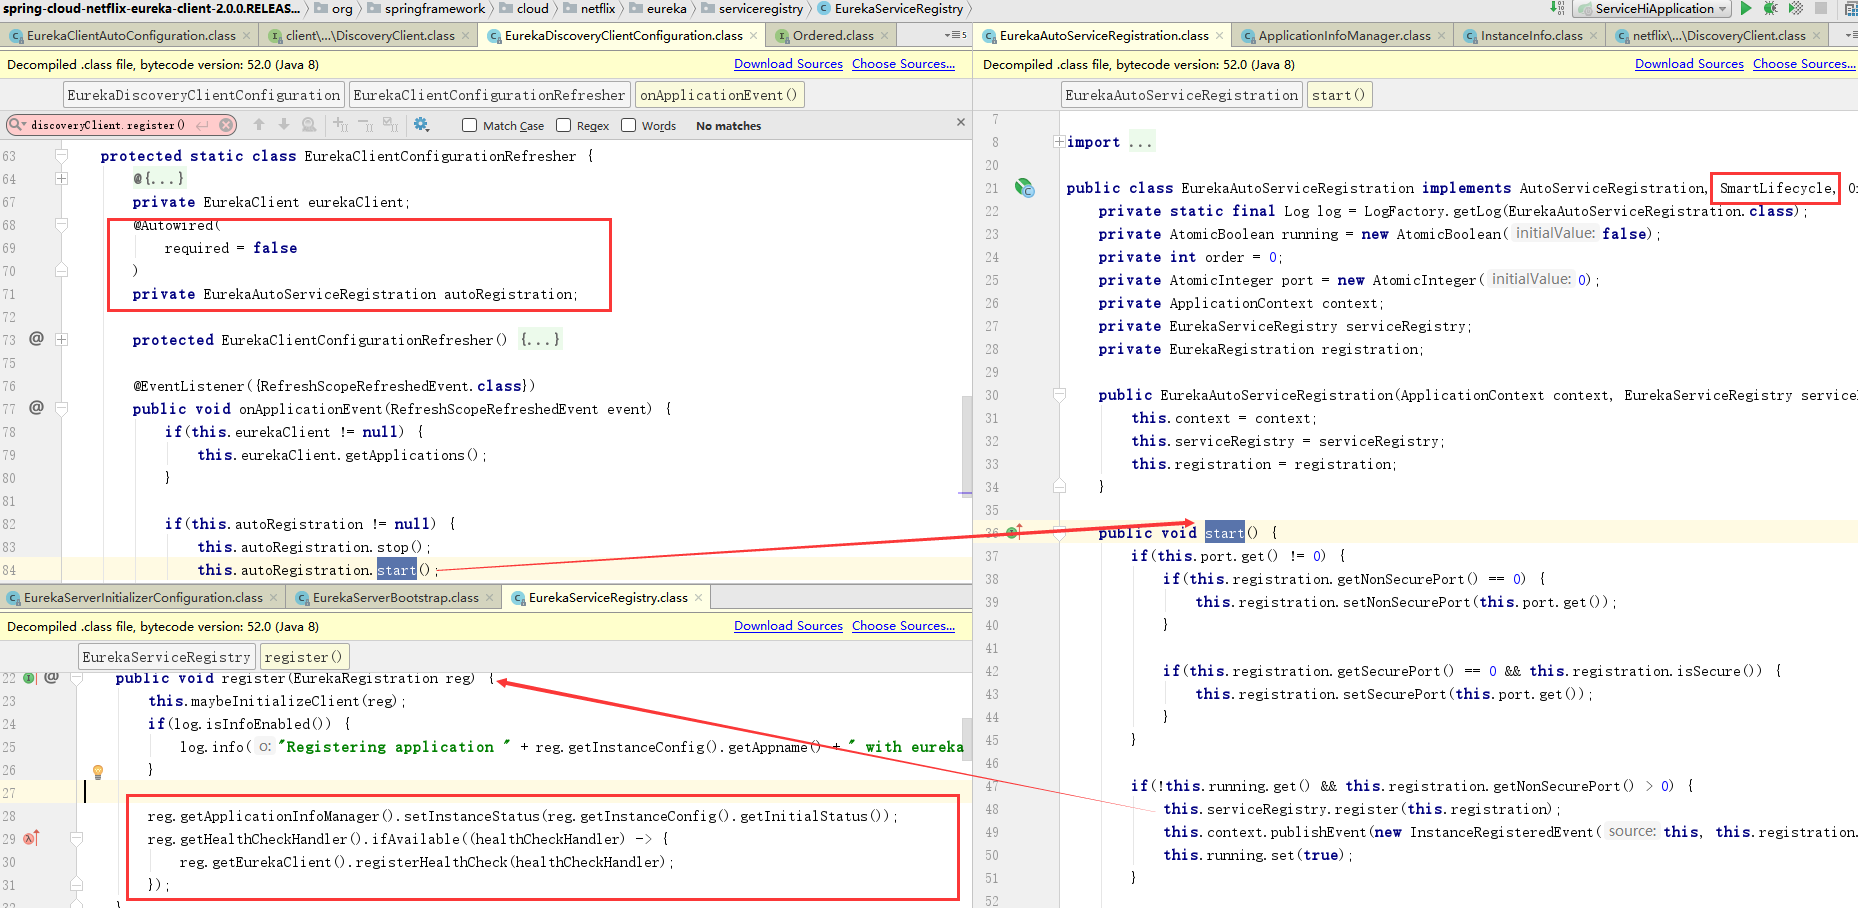 spring-cloud-netflix-eureka-client-2.0.0.RELEAS... org springframework cloud netflix eureka serviceregistry EurekaServiceRegistry
ServiceHiApplication
EurekaClientAutoConfiguration.class
client\...\DiscoveryClient.class
EurekaDiscoveryClientConfiguration.class
Ordered.class
5
Decompiled .class file, bytecode version: 52.0 (Java 8)
Download Sources Choose Sources...
EurekaDiscoveryClientConfiguration EurekaClientConfigurationRefresher onApplicationEvent()
discoveryClient.register()
Match Case Regex Words No matches
63 protected static class EurekaClientConfigurationRefresher {
64 @{...}
67 private EurekaClient eurekaClient;
68 @Autowired(
69 required = false
70 )
71 private EurekaAutoServiceRegistration autoRegistration;
72
73 @ protected EurekaClientConfigurationRefresher() {...}
75
76 @EventListener({RefreshScopeRefreshedEvent.class})
77 @ public void onApplicationEvent(RefreshScopeRefreshedEvent event) {
78 if(this.eurekaClient != null) {
79 this.eurekaClient.getApplications();
80 }
81
82 if(this.autoRegistration != null) {
83 this.autoRegistration.stop();
84 this.autoRegistration.start();
EurekaServerInitializerConfiguration.class
EurekaServerBootstrap.class
EurekaServiceRegistry.class
Decompiled .class file, bytecode version: 52.0 (Java 8)
Download Sources Choose Sources...
EurekaServiceRegistry register()
22 @ public void register(EurekaRegistration reg) {
23 this.maybeInitializeClient(reg);
24 if(log.isInfoEnabled()) {
25 log.info( o: "Registering application " + reg.getInstanceConfig().getAppname() + " with eureka
26 }
27
28 reg.getApplicationInfoManager().setInstanceStatus(reg.getInstanceConfig().getInitialStatus());
29 reg.getHealthCheckHandler().ifAvailable((healthCheckHandler) -> {
30 reg.getEurekaClient().registerHealthCheck(healthCheckHandler);
31 });
32 }
EurekaAutoServiceRegistration.class
ApplicationInfoManager.class
InstanceInfo.class
netflix\...\DiscoveryClient.class
Decompiled .class file, bytecode version: 52.0 (Java 8)
Download Sources Choose Sources...
EurekaAutoServiceRegistration start()
7
8 import ...
20
21 public class EurekaAutoServiceRegistration implements AutoServiceRegistration, SmartLifecycle, Or
22 private static final Log log = LogFactory.getLog(EurekaAutoServiceRegistration.class);
23 private AtomicBoolean running = new AtomicBoolean( initialValue: false);
24 private int order = 0;
25 private AtomicInteger port = new AtomicInteger( initialValue: 0);
26 private ApplicationContext context;
27 private EurekaServiceRegistry serviceRegistry;
28 private EurekaRegistration registration;
29
30 public EurekaAutoServiceRegistration(ApplicationContext context, EurekaServiceRegistry service
31 this.context = context;
32 this.serviceRegistry = serviceRegistry;
33 this.registration = registration;
34 }
35
36 public void start() {
37 if(this.port.get() != 0) {
38 if(this.registration.getNonSecurePort() == 0) {
39 this.registration.setNonSecurePort(this.port.get());
40 }
41
42 if(this.registration.getSecurePort() == 0 && this.registration.isSecure()) {
43 this.registration.setSecurePort(this.port.get());
44 }
45 }
46
47 if(!this.running.get() && this.registration.getNonSecurePort() > 0) {
48 this.serviceRegistry.register(this.registration);
49 this.context.publishEvent(new InstanceRegisteredEvent( source: this, this.registration.
50 this.running.set(true);
51 }
52